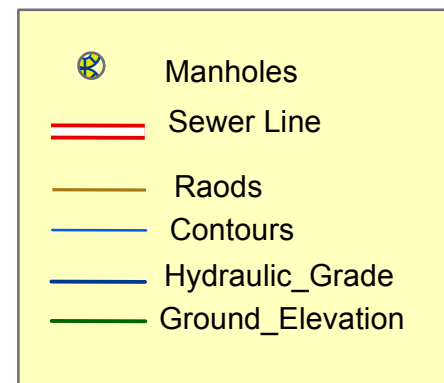 Manholes
Sewer Line
Raods
Contours
Hydraulic_Grade
Ground_Elevation